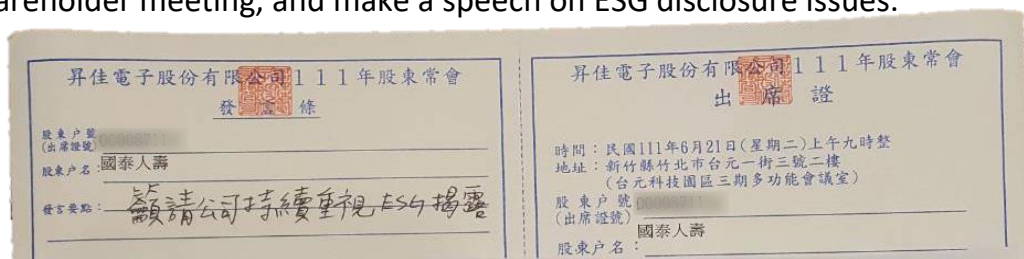 areholder meeting, and make a speech on ESG disclosure issues.
昇佳電子股份有限公司111年股東常會
發言條
股東戶號
(出席證號)
股東戶名：國泰人壽
發言要點：籲請公司持續重視ESG揭露
昇佳電子股份有限公司111年股東常會
出席證
時間：民國111年6月21日(星期二)上午九時整
地址：新竹縣竹北市台元一街三號二樓
(台元科技園區三期多功能會議室)
股東戶號
(出席證號)
國泰人壽
股東戶名：